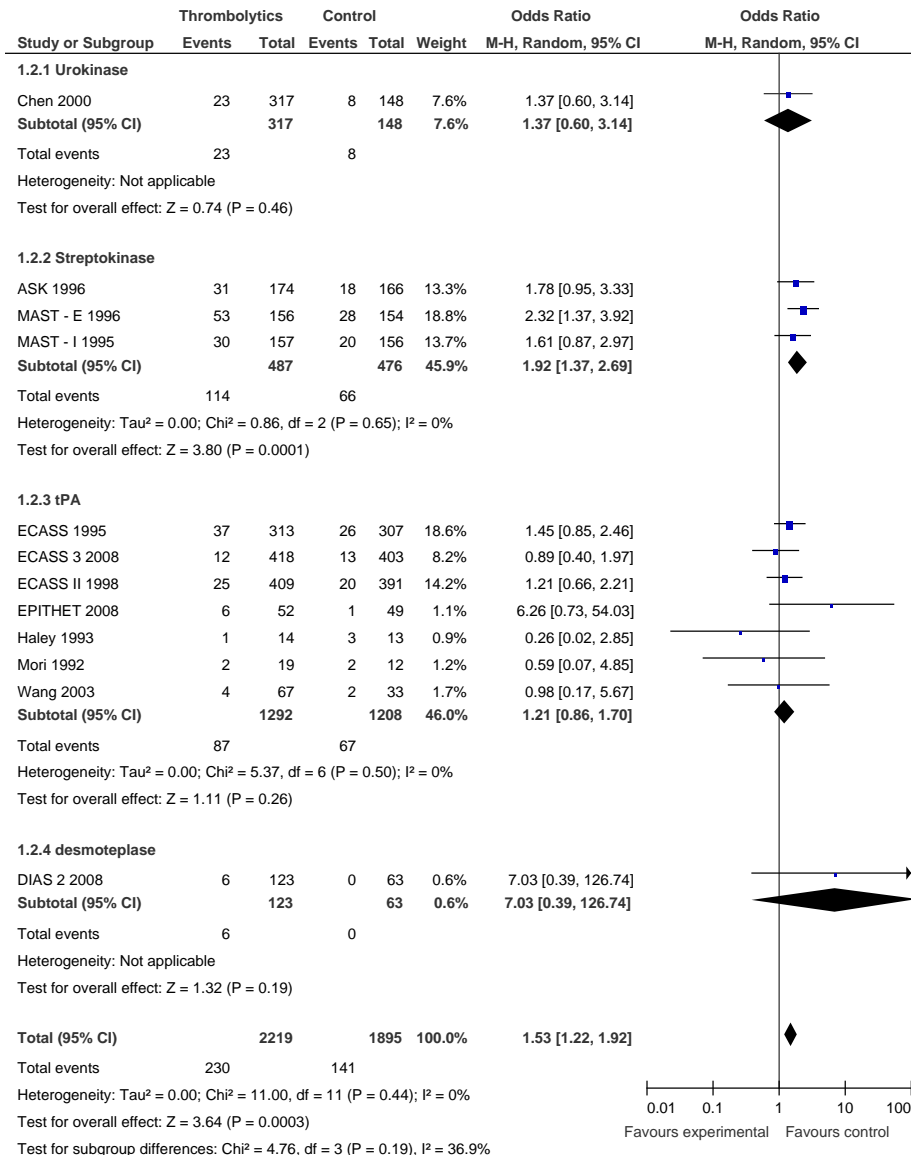 Thrombolytics Control Odds Ratio Odds Ratio
Study or Subgroup Events Total Events Total Weight M-H, Random, 95% CI M-H, Random, 95% CI
1.2.1 Urokinase
Chen 2000 23 317 8 148 7.6% 1.37 [0.60, 3.14]
Subtotal (95% CI) 317 148 7.6% 1.37 [0.60, 3.14]
Total events 23 8
Heterogeneity: Not applicable
Test for overall effect: Z = 0.74 (P = 0.46)
1.2.2 Streptokinase
ASK 1996 31 174 18 166 13.3% 1.78 [0.95, 3.33]
MAST - E 1996 53 156 28 154 18.8% 2.32 [1.37, 3.92]
MAST - I 1995 30 157 20 156 13.7% 1.61 [0.87, 2.97]
Subtotal (95% CI) 487 476 45.9% 1.92 [1.37, 2.69]
Total events 114 66
Heterogeneity: Tau² = 0.00; Chi² = 0.86, df = 2 (P = 0.65); I² = 0%
Test for overall effect: Z = 3.80 (P = 0.0001)
1.2.3 tPA
ECASS 1995 37 313 26 307 18.6% 1.45 [0.85, 2.46]
ECASS 3 2008 12 418 13 403 8.2% 0.89 [0.40, 1.97]
ECASS II 1998 25 409 20 391 14.2% 1.21 [0.66, 2.21]
EPITHET 2008 6 52 1 49 1.1% 6.26 [0.73, 54.03]
Haley 1993 1 14 3 13 0.9% 0.26 [0.02, 2.85]
Mori 1992 2 19 2 12 1.2% 0.59 [0.07, 4.85]
Wang 2003 4 67 2 33 1.7% 0.98 [0.17, 5.67]
Subtotal (95% CI) 1292 1208 46.0% 1.21 [0.86, 1.70]
Total events 87 67
Heterogeneity: Tau² = 0.00; Chi² = 5.37, df = 6 (P = 0.50); I² = 0%
Test for overall effect: Z = 1.11 (P = 0.26)
1.2.4 desmoteplase
DIAS 2 2008 6 123 0 63 0.6% 7.03 [0.39, 126.74]
Subtotal (95% CI) 123 63 0.6% 7.03 [0.39, 126.74]
Total events 6 0
Heterogeneity: Not applicable
Test for overall effect: Z = 1.32 (P = 0.19)
Total (95% CI) 2219 1895 100.0% 1.53 [1.22, 1.92]
Total events 230 141
Heterogeneity: Tau² = 0.00; Chi² = 11.00, df = 11 (P = 0.44); I² = 0%
Test for overall effect: Z = 3.64 (P = 0.0003)
Test for subgroup differences: Chi² = 4.76, df = 3 (P = 0.19), I² = 36.9%
0.01 0.1 1 10 100
Favours experimental Favours control